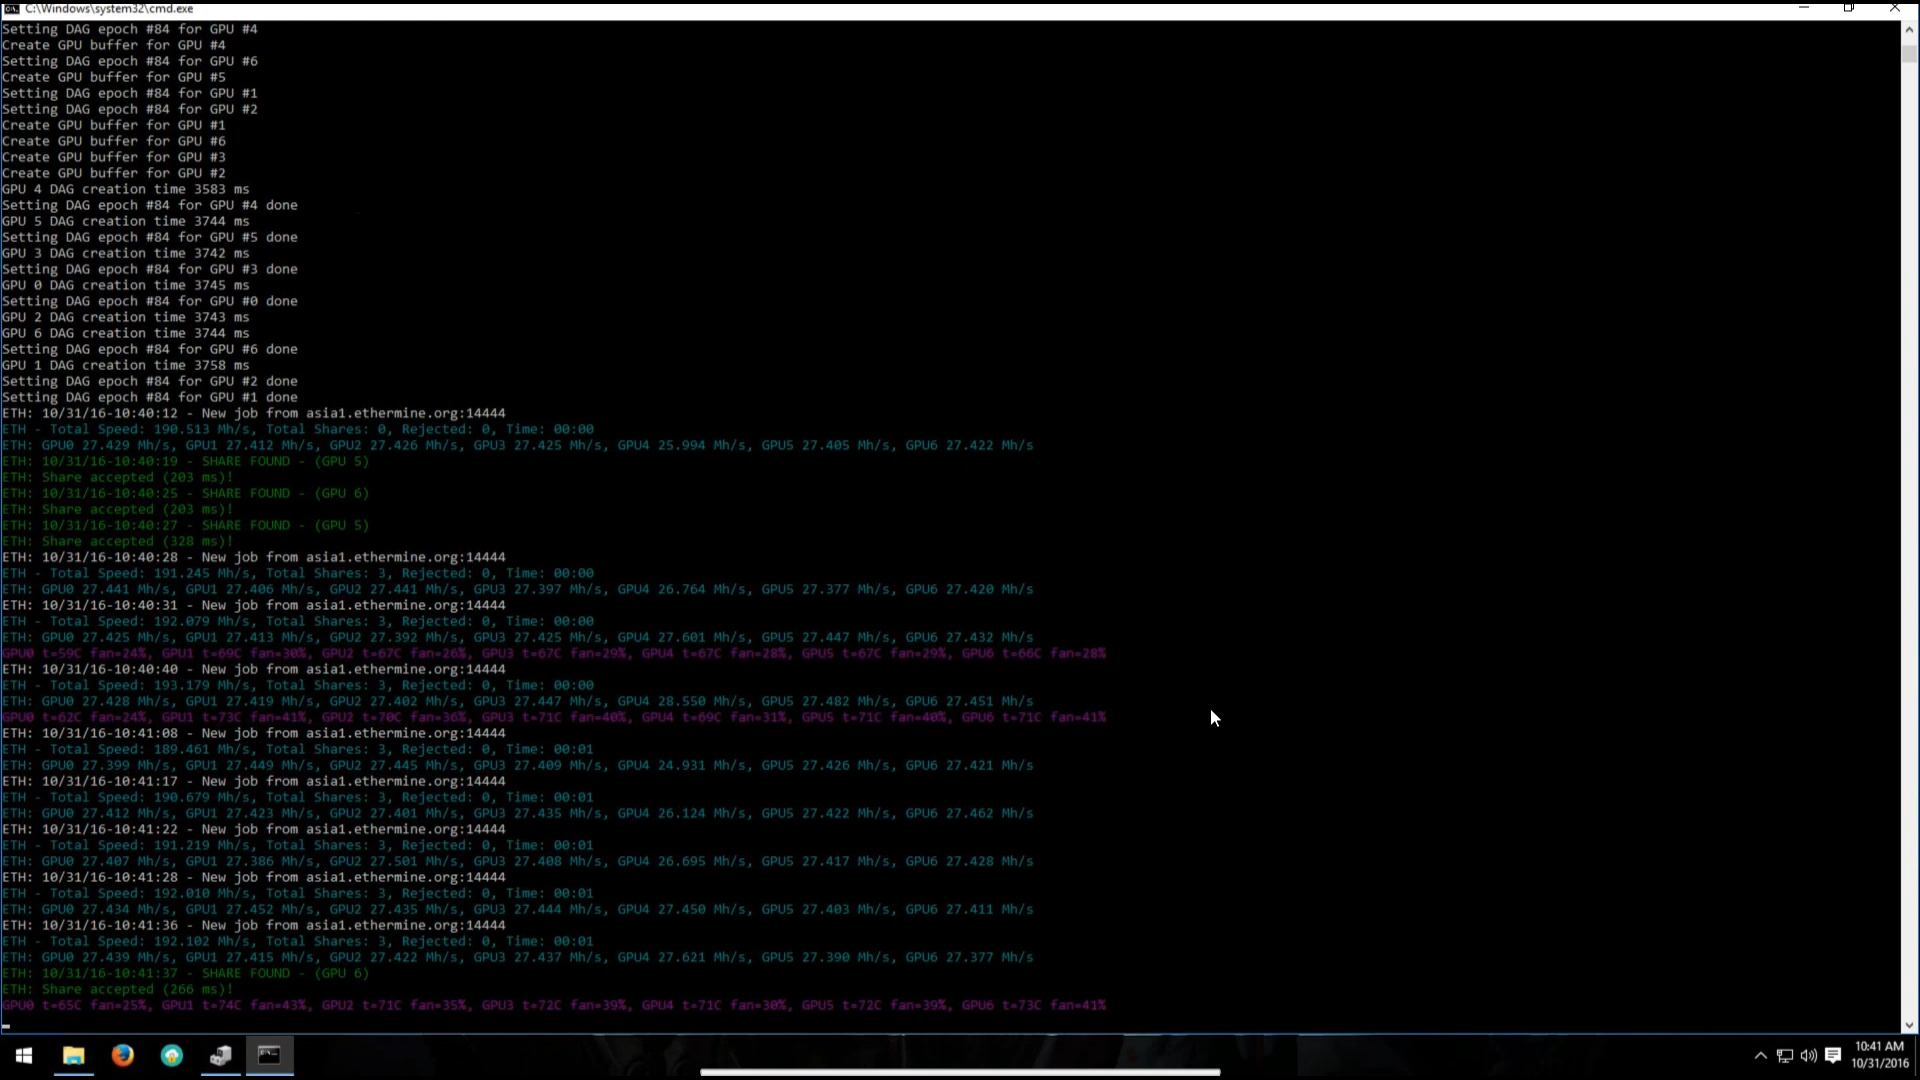 C:\Windows\system32\cmd.exe
Setting DAG epoch #84 for GPU #4
Create GPU buffer for GPU #4
Setting DAG epoch #84 for GPU #6
Create GPU buffer for GPU #5
Setting DAG epoch #84 for GPU #1
Setting DAG epoch #84 for GPU #2
Create GPU buffer for GPU #1
Create GPU buffer for GPU #6
Create GPU buffer for GPU #3
Create GPU buffer for GPU #2
GPU 4 DAG creation time 3583 ms
Setting DAG epoch #84 for GPU #4 done
GPU 5 DAG creation time 3744 ms
Setting DAG epoch #84 for GPU #5 done
GPU 3 DAG creation time 3742 ms
Setting DAG epoch #84 for GPU #3 done
GPU 0 DAG creation time 3745 ms
Setting DAG epoch #84 for GPU #0 done
GPU 2 DAG creation time 3743 ms
GPU 6 DAG creation time 3744 ms
Setting DAG epoch #84 for GPU #6 done
GPU 1 DAG creation time 3758 ms
Setting DAG epoch #84 for GPU #2 done
Setting DAG epoch #84 for GPU #1 done
ETH: 10/31/16-10:40:12 - New job from asia1.ethermine.org:14444
ETH - Total Speed: 190.513 Mh/s, Total Shares: 0, Rejected: 0, Time: 00:00
ETH: GPU0 27.429 Mh/s, GPU1 27.412 Mh/s, GPU2 27.426 Mh/s, GPU3 27.425 Mh/s, GPU4 25.994 Mh/s, GPU5 27.405 Mh/s, GPU6 27.422 Mh/s
ETH: 10/31/16-10:40:19 - SHARE FOUND - (GPU 5)
ETH: Share accepted (203 ms)!
ETH: 10/31/16-10:40:25 - SHARE FOUND - (GPU 6)
ETH: Share accepted (203 ms)!
ETH: 10/31/16-10:40:27 - SHARE FOUND - (GPU 5)
ETH: Share accepted (328 ms)!
ETH: 10/31/16-10:40:28 - New job from asia1.ethermine.org:14444
ETH - Total Speed: 191.245 Mh/s, Total Shares: 3, Rejected: 0, Time: 00:00
ETH: GPU0 27.441 Mh/s, GPU1 27.406 Mh/s, GPU2 27.441 Mh/s, GPU3 27.397 Mh/s, GPU4 26.764 Mh/s, GPU5 27.377 Mh/s, GPU6 27.420 Mh/s
ETH: 10/31/16-10:40:31 - New job from asia1.ethermine.org:14444
ETH - Total Speed: 192.079 Mh/s, Total Shares: 3, Rejected: 0, Time: 00:00
ETH: GPU0 27.425 Mh/s, GPU1 27.413 Mh/s, GPU2 27.392 Mh/s, GPU3 27.425 Mh/s, GPU4 27.601 Mh/s, GPU5 27.447 Mh/s, GPU6 27.432 Mh/s
GPU0 t=59C fan=24%, GPU1 t=69C fan=30%, GPU2 t=67C fan=26%, GPU3 t=67C fan=29%, GPU4 t=67C fan=28%, GPU5 t=67C fan=29%, GPU6 t=66C fan=28%
ETH: 10/31/16-10:40:40 - New job from asia1.ethermine.org:14444
ETH - Total Speed: 193.179 Mh/s, Total Shares: 3, Rejected: 0, Time: 00:00
ETH: GPU0 27.428 Mh/s, GPU1 27.419 Mh/s, GPU2 27.402 Mh/s, GPU3 27.447 Mh/s, GPU4 28.550 Mh/s, GPU5 27.482 Mh/s, GPU6 27.451 Mh/s
GPU0 t=62C fan=24%, GPU1 t=73C fan=41%, GPU2 t=70C fan=36%, GPU3 t=71C fan=40%, GPU4 t=69C fan=31%, GPU5 t=71C fan=40%, GPU6 t=71C fan=41%
ETH: 10/31/16-10:41:08 - New job from asia1.ethermine.org:14444
ETH - Total Speed: 189.461 Mh/s, Total Shares: 3, Rejected: 0, Time: 00:01
ETH: GPU0 27.399 Mh/s, GPU1 27.449 Mh/s, GPU2 27.445 Mh/s, GPU3 27.409 Mh/s, GPU4 24.931 Mh/s, GPU5 27.426 Mh/s, GPU6 27.421 Mh/s
ETH: 10/31/16-10:41:17 - New job from asia1.ethermine.org:14444
ETH - Total Speed: 190.679 Mh/s, Total Shares: 3, Rejected: 0, Time: 00:01
ETH: GPU0 27.412 Mh/s, GPU1 27.423 Mh/s, GPU2 27.401 Mh/s, GPU3 27.435 Mh/s, GPU4 26.124 Mh/s, GPU5 27.422 Mh/s, GPU6 27.462 Mh/s
ETH: 10/31/16-10:41:22 - New job from asia1.ethermine.org:14444
ETH - Total Speed: 191.219 Mh/s, Total Shares: 3, Rejected: 0, Time: 00:01
ETH: GPU0 27.407 Mh/s, GPU1 27.386 Mh/s, GPU2 27.501 Mh/s, GPU3 27.408 Mh/s, GPU4 26.695 Mh/s, GPU5 27.417 Mh/s, GPU6 27.428 Mh/s
ETH: 10/31/16-10:41:28 - New job from asia1.ethermine.org:14444
ETH - Total Speed: 192.010 Mh/s, Total Shares: 3, Rejected: 0, Time: 00:01
ETH: GPU0 27.434 Mh/s, GPU1 27.452 Mh/s, GPU2 27.435 Mh/s, GPU3 27.444 Mh/s, GPU4 27.450 Mh/s, GPU5 27.403 Mh/s, GPU6 27.411 Mh/s
ETH: 10/31/16-10:41:36 - New job from asia1.ethermine.org:14444
ETH - Total Speed: 192.102 Mh/s, Total Shares: 3, Rejected: 0, Time: 00:01
ETH: GPU0 27.439 Mh/s, GPU1 27.415 Mh/s, GPU2 27.422 Mh/s, GPU3 27.437 Mh/s, GPU4 27.621 Mh/s, GPU5 27.390 Mh/s, GPU6 27.377 Mh/s
ETH: 10/31/16-10:41:37 - SHARE FOUND - (GPU 6)
ETH: Share accepted (266 ms)!
GPU0 t=65C fan=25%, GPU1 t=74C fan=43%, GPU2 t=71C fan=35%, GPU3 t=72C fan=39%, GPU4 t=71C fan=30%, GPU5 t=72C fan=39%, GPU6 t=73C fan=41%
10:41 AM
10/31/2016